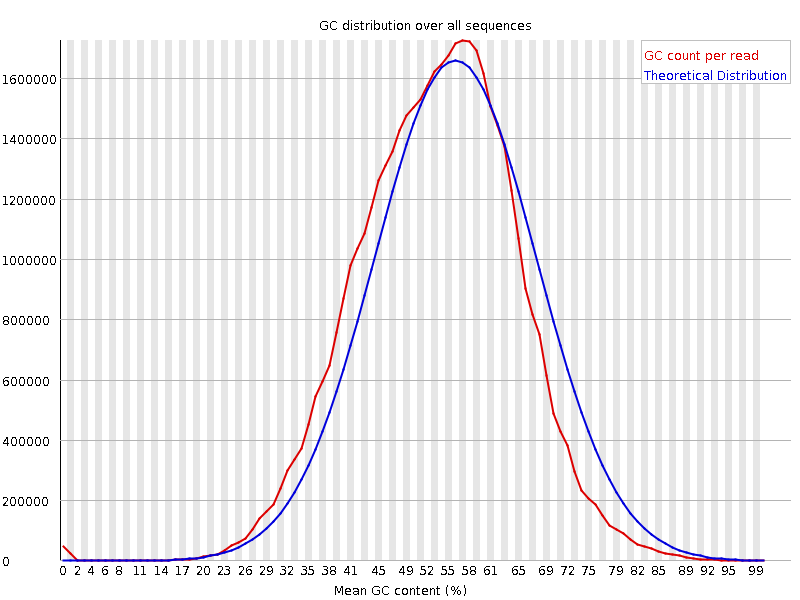 GC distribution over all sequences
GC count per read
Theoretical Distribution
1600000
1400000
1200000
1000000
800000
600000
400000
200000
0
0 2 4 6 8 11 14 17 20 23 26 29 32 35 38 41 45 49 52 55 58 61 65 69 72 75 79 82 85 89 92 95 99
Mean GC content (%)